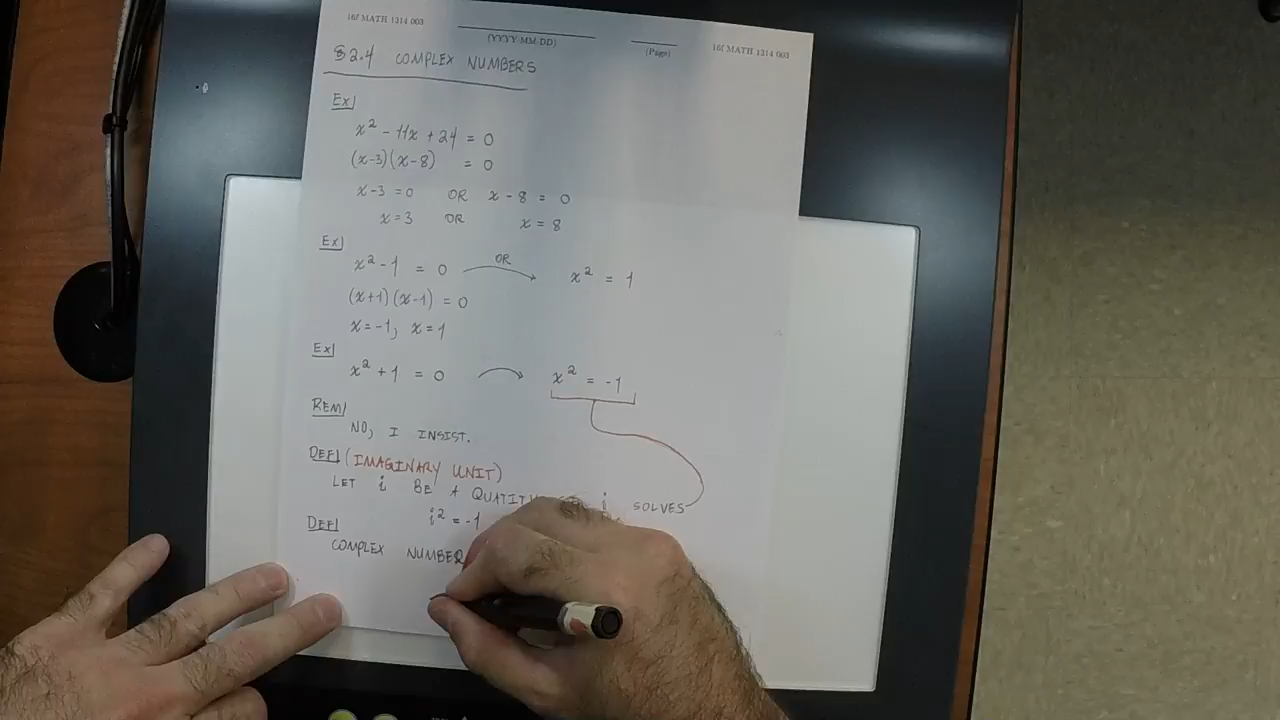 16f MATH 1314 003
(YYYY-MM-DD)
(Page)
16f MATH 1314 003
§2.4 COMPLEX NUMBERS
EX
x² - 11x + 24 = 0
(x-3)(x-8) = 0
x-3 = 0 OR x-8 = 0
x = 3 OR x = 8
EX
x² - 1 = 0 OR x² = 1
(x+1)(x-1) = 0
x = -1, x = 1
EX
x² + 1 = 0 x² = -1
REM
NO, I INSIST.
DEF (IMAGINARY UNIT)
LET i BE A i SOLVES
i² = -1
DEF
COMPLEX NUMBER